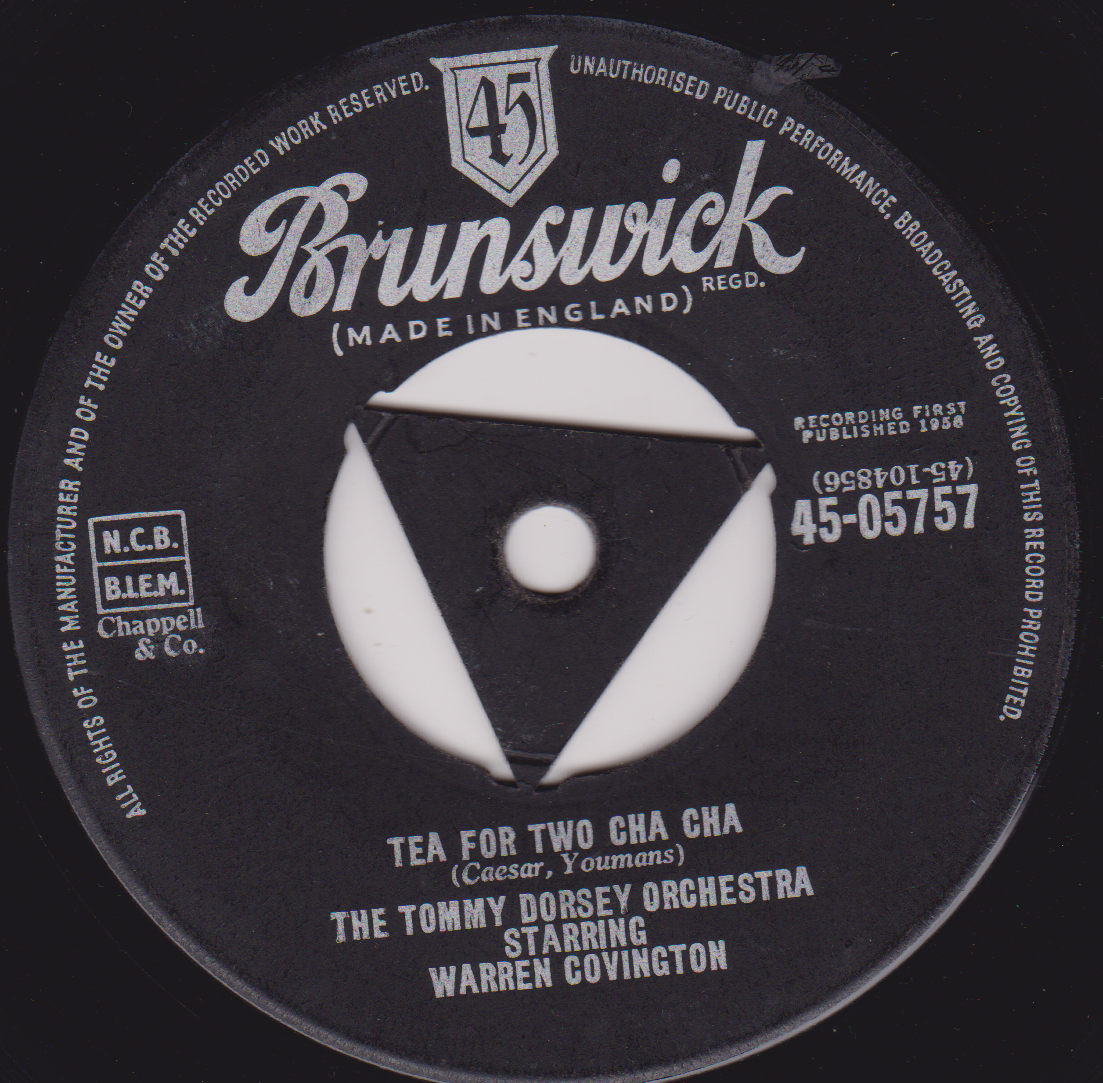 ALL RIGHTS OF THE MANUFACTURER AND OF THE OWNER OF THE RECORDED WORK RESERVED.
UNAUTHORISED PUBLIC PERFORMANCE, BROADCASTING AND COPYING OF THIS RECORD PROHIBITED.
45
Brunswick
REGD.
(MADE IN ENGLAND)
RECORDING FIRST
PUBLISHED 1958
(45-104856)
45-05757
N.C.B.
B.I.E.M.
Chappell
& Co.
TEA FOR TWO CHA CHA
(Caesar, Youmans)
THE TOMMY DORSEY ORCHESTRA
STARRING
WARREN COVINGTON